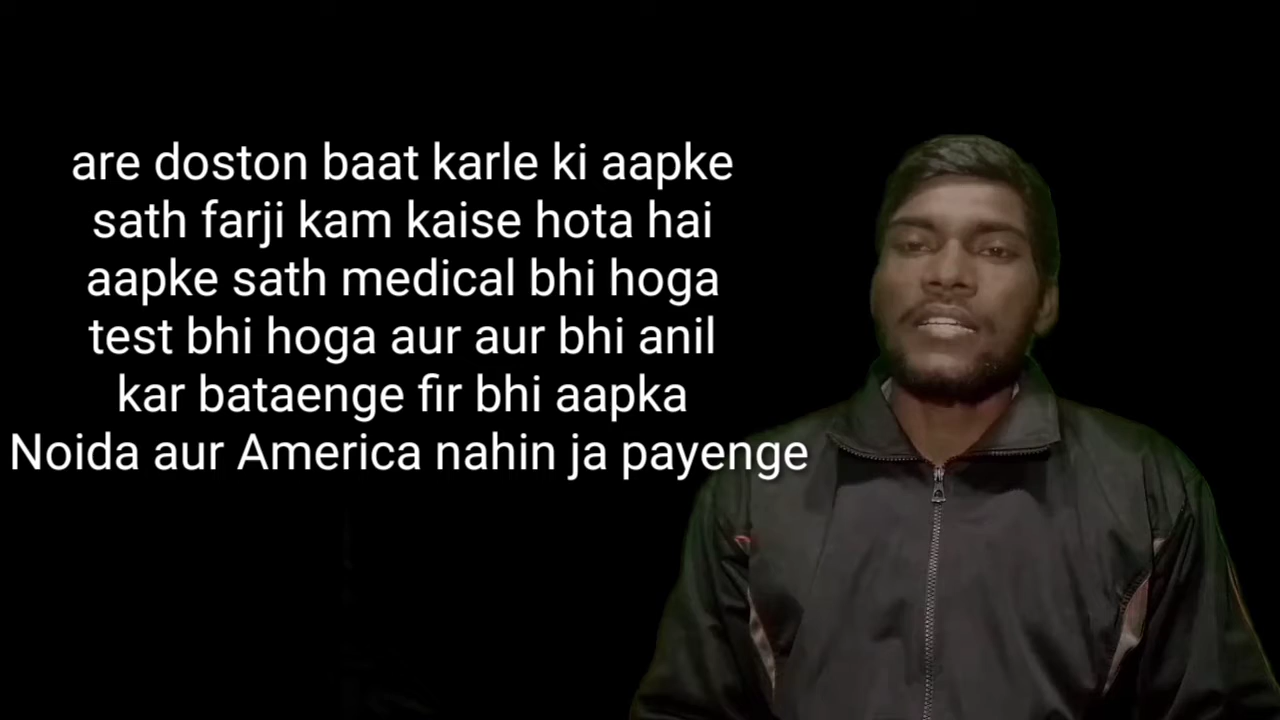 are doston baat karle ki aapke
sath farji kam kaise hota hai
aapke sath medical bhi hoga
test bhi hoga aur aur bhi anil
kar bataenge fir bhi aapka
Noida aur America nahin ja payenge